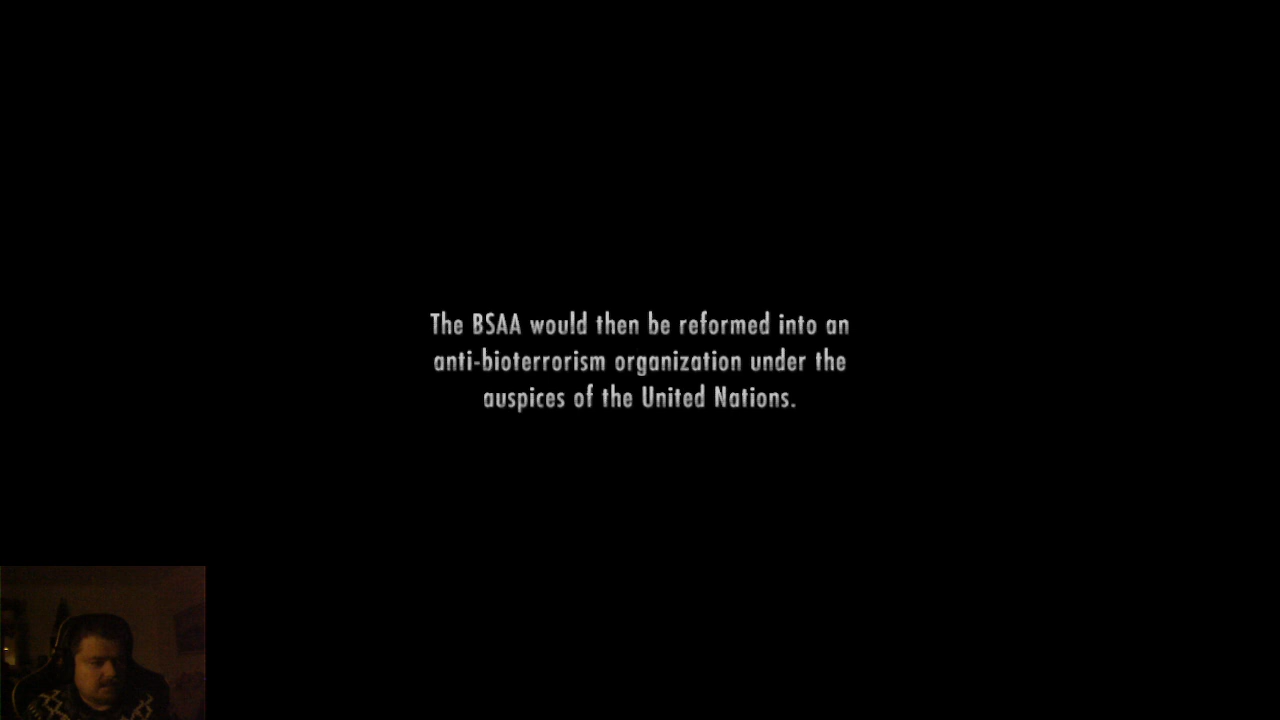 The BSAA would then be reformed into an
anti-bioterrorism organization under the
auspices of the United Nations.